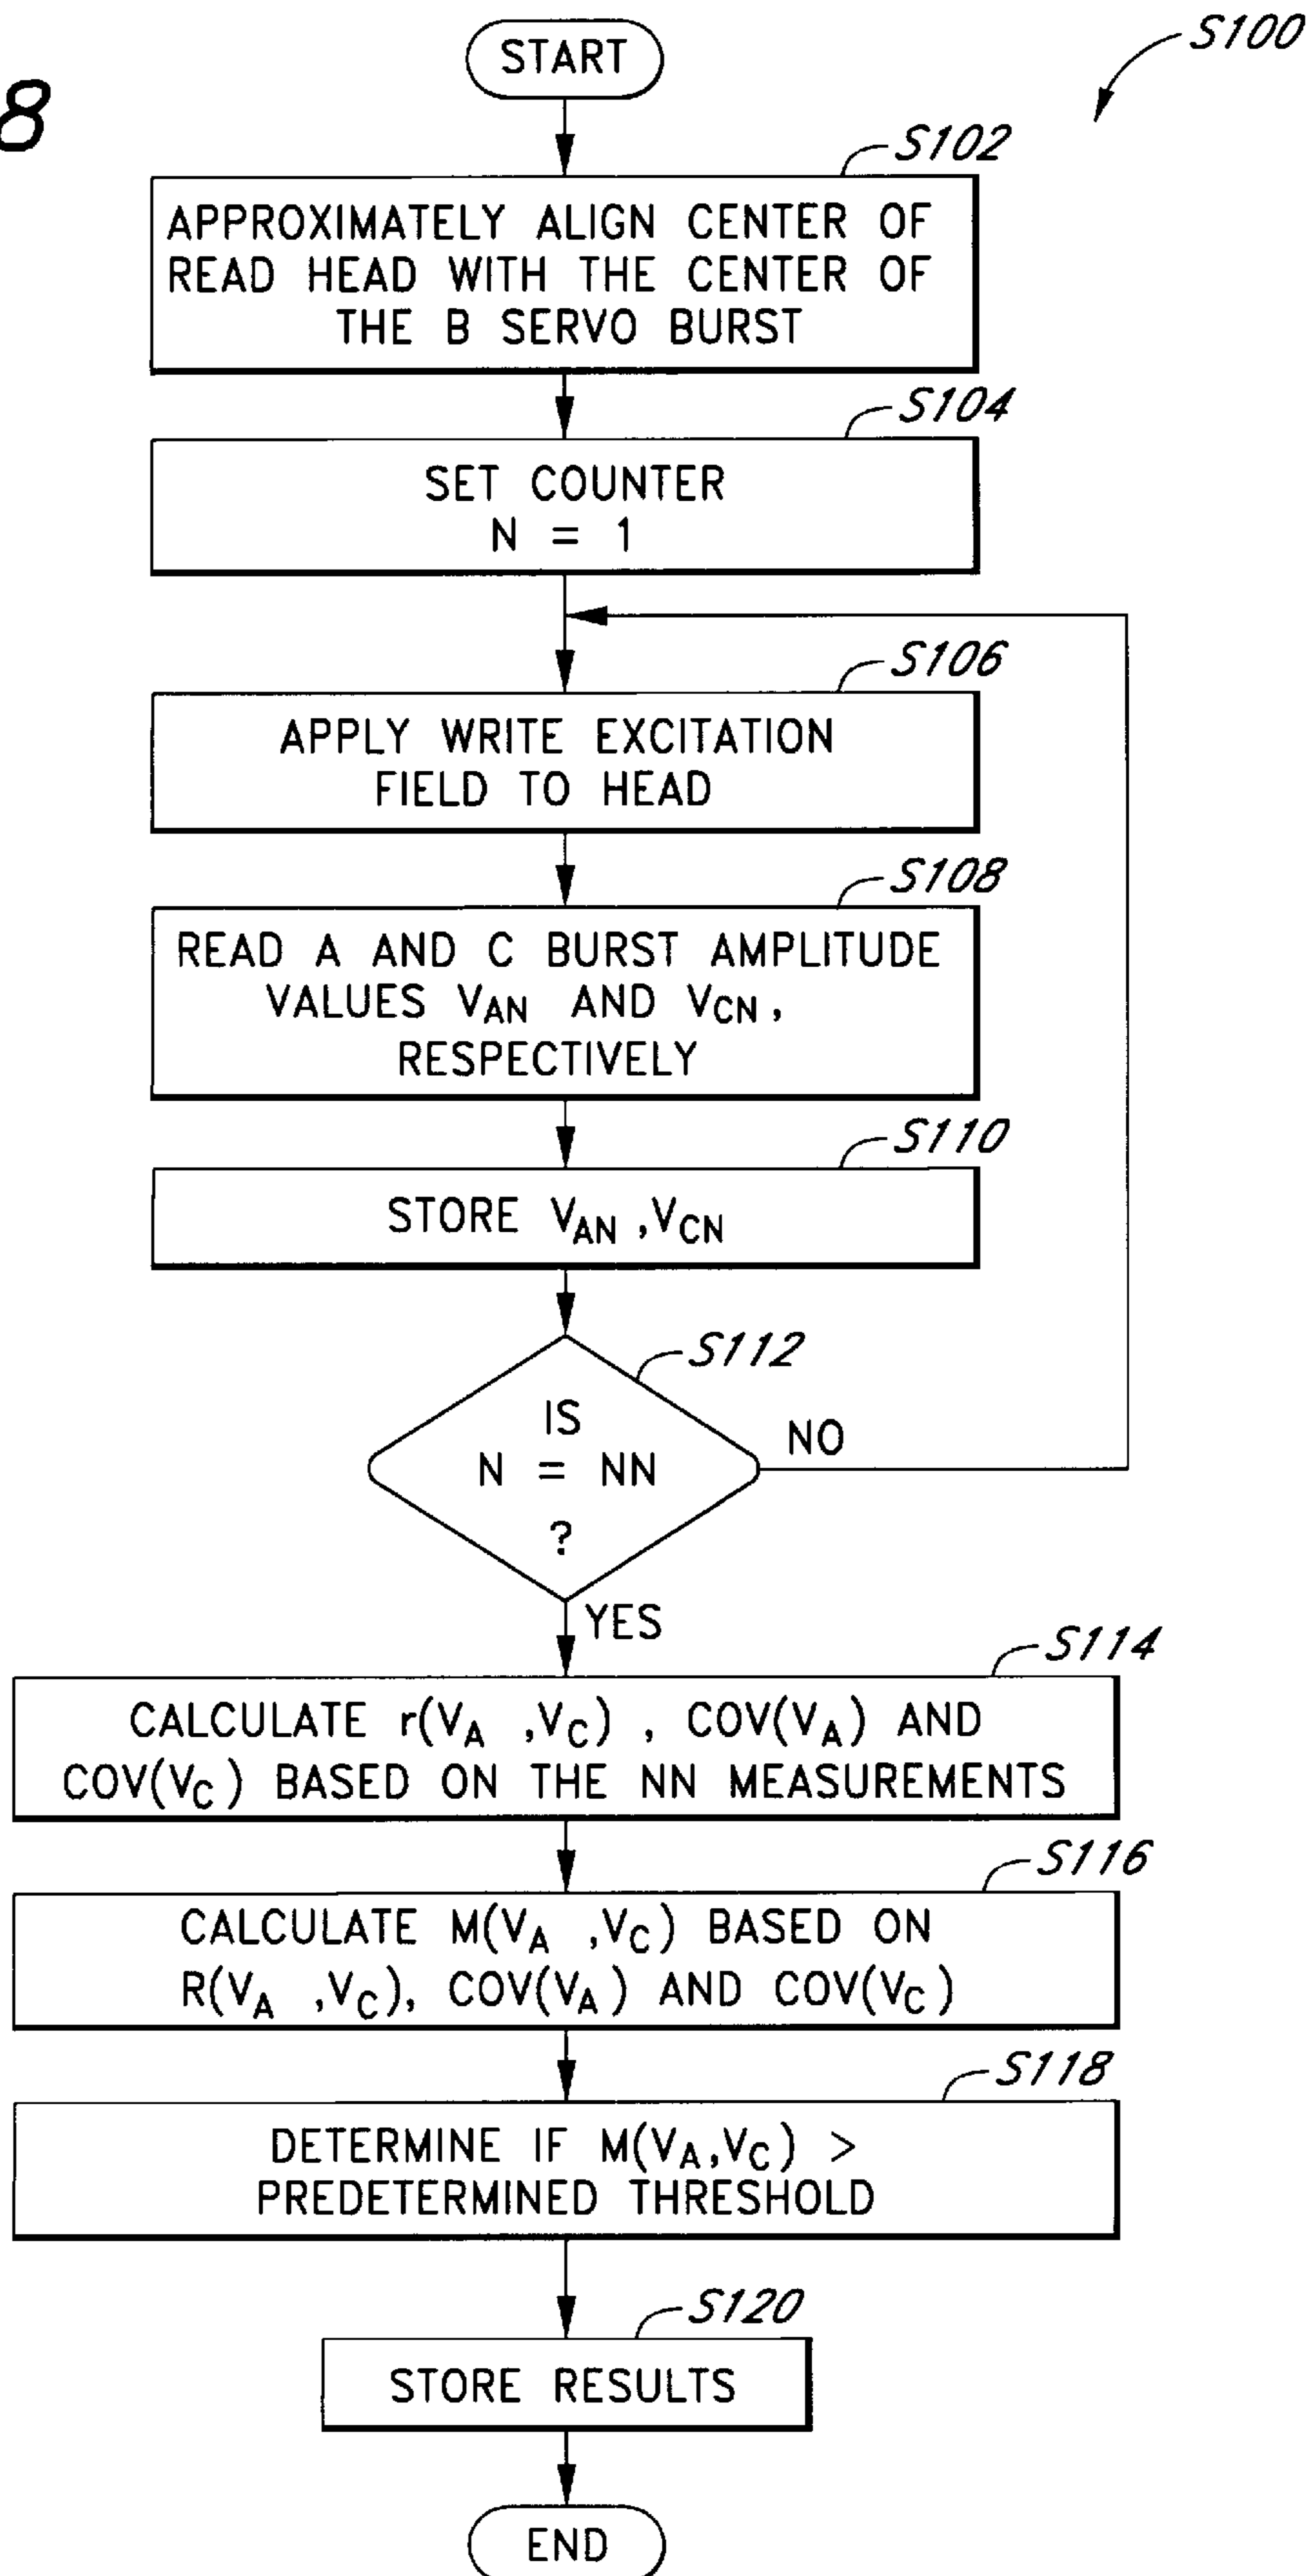 8
START
S100
S102
APPROXIMATELY ALIGN CENTER OF
READ HEAD WITH THE CENTER OF
THE B SERVO BURST
S104
SET COUNTER
N = 1
S106
APPLY WRITE EXCITATION
FIELD TO HEAD
S108
READ A AND C BURST AMPLITUDE
VALUES VAN AND VCN,
RESPECTIVELY
S110
STORE VAN ,VCN
S112
IS
N = NN
?
NO
YES
S114
CALCULATE r(VA ,VC) , COV(VA) AND
COV(VC) BASED ON THE NN MEASUREMENTS
S116
CALCULATE M(VA ,VC) BASED ON
R(VA ,VC), COV(VA) AND COV(VC)
S118
DETERMINE IF M(VA,VC) >
PREDETERMINED THRESHOLD
S120
STORE RESULTS
END